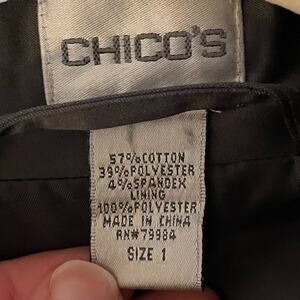 CHICO'S
57%COTTON
39%POLYESTER
4%SPANDEX
LINING
100%POLYESTER
MADE IN CHINA
RN#79984
SIZE 1